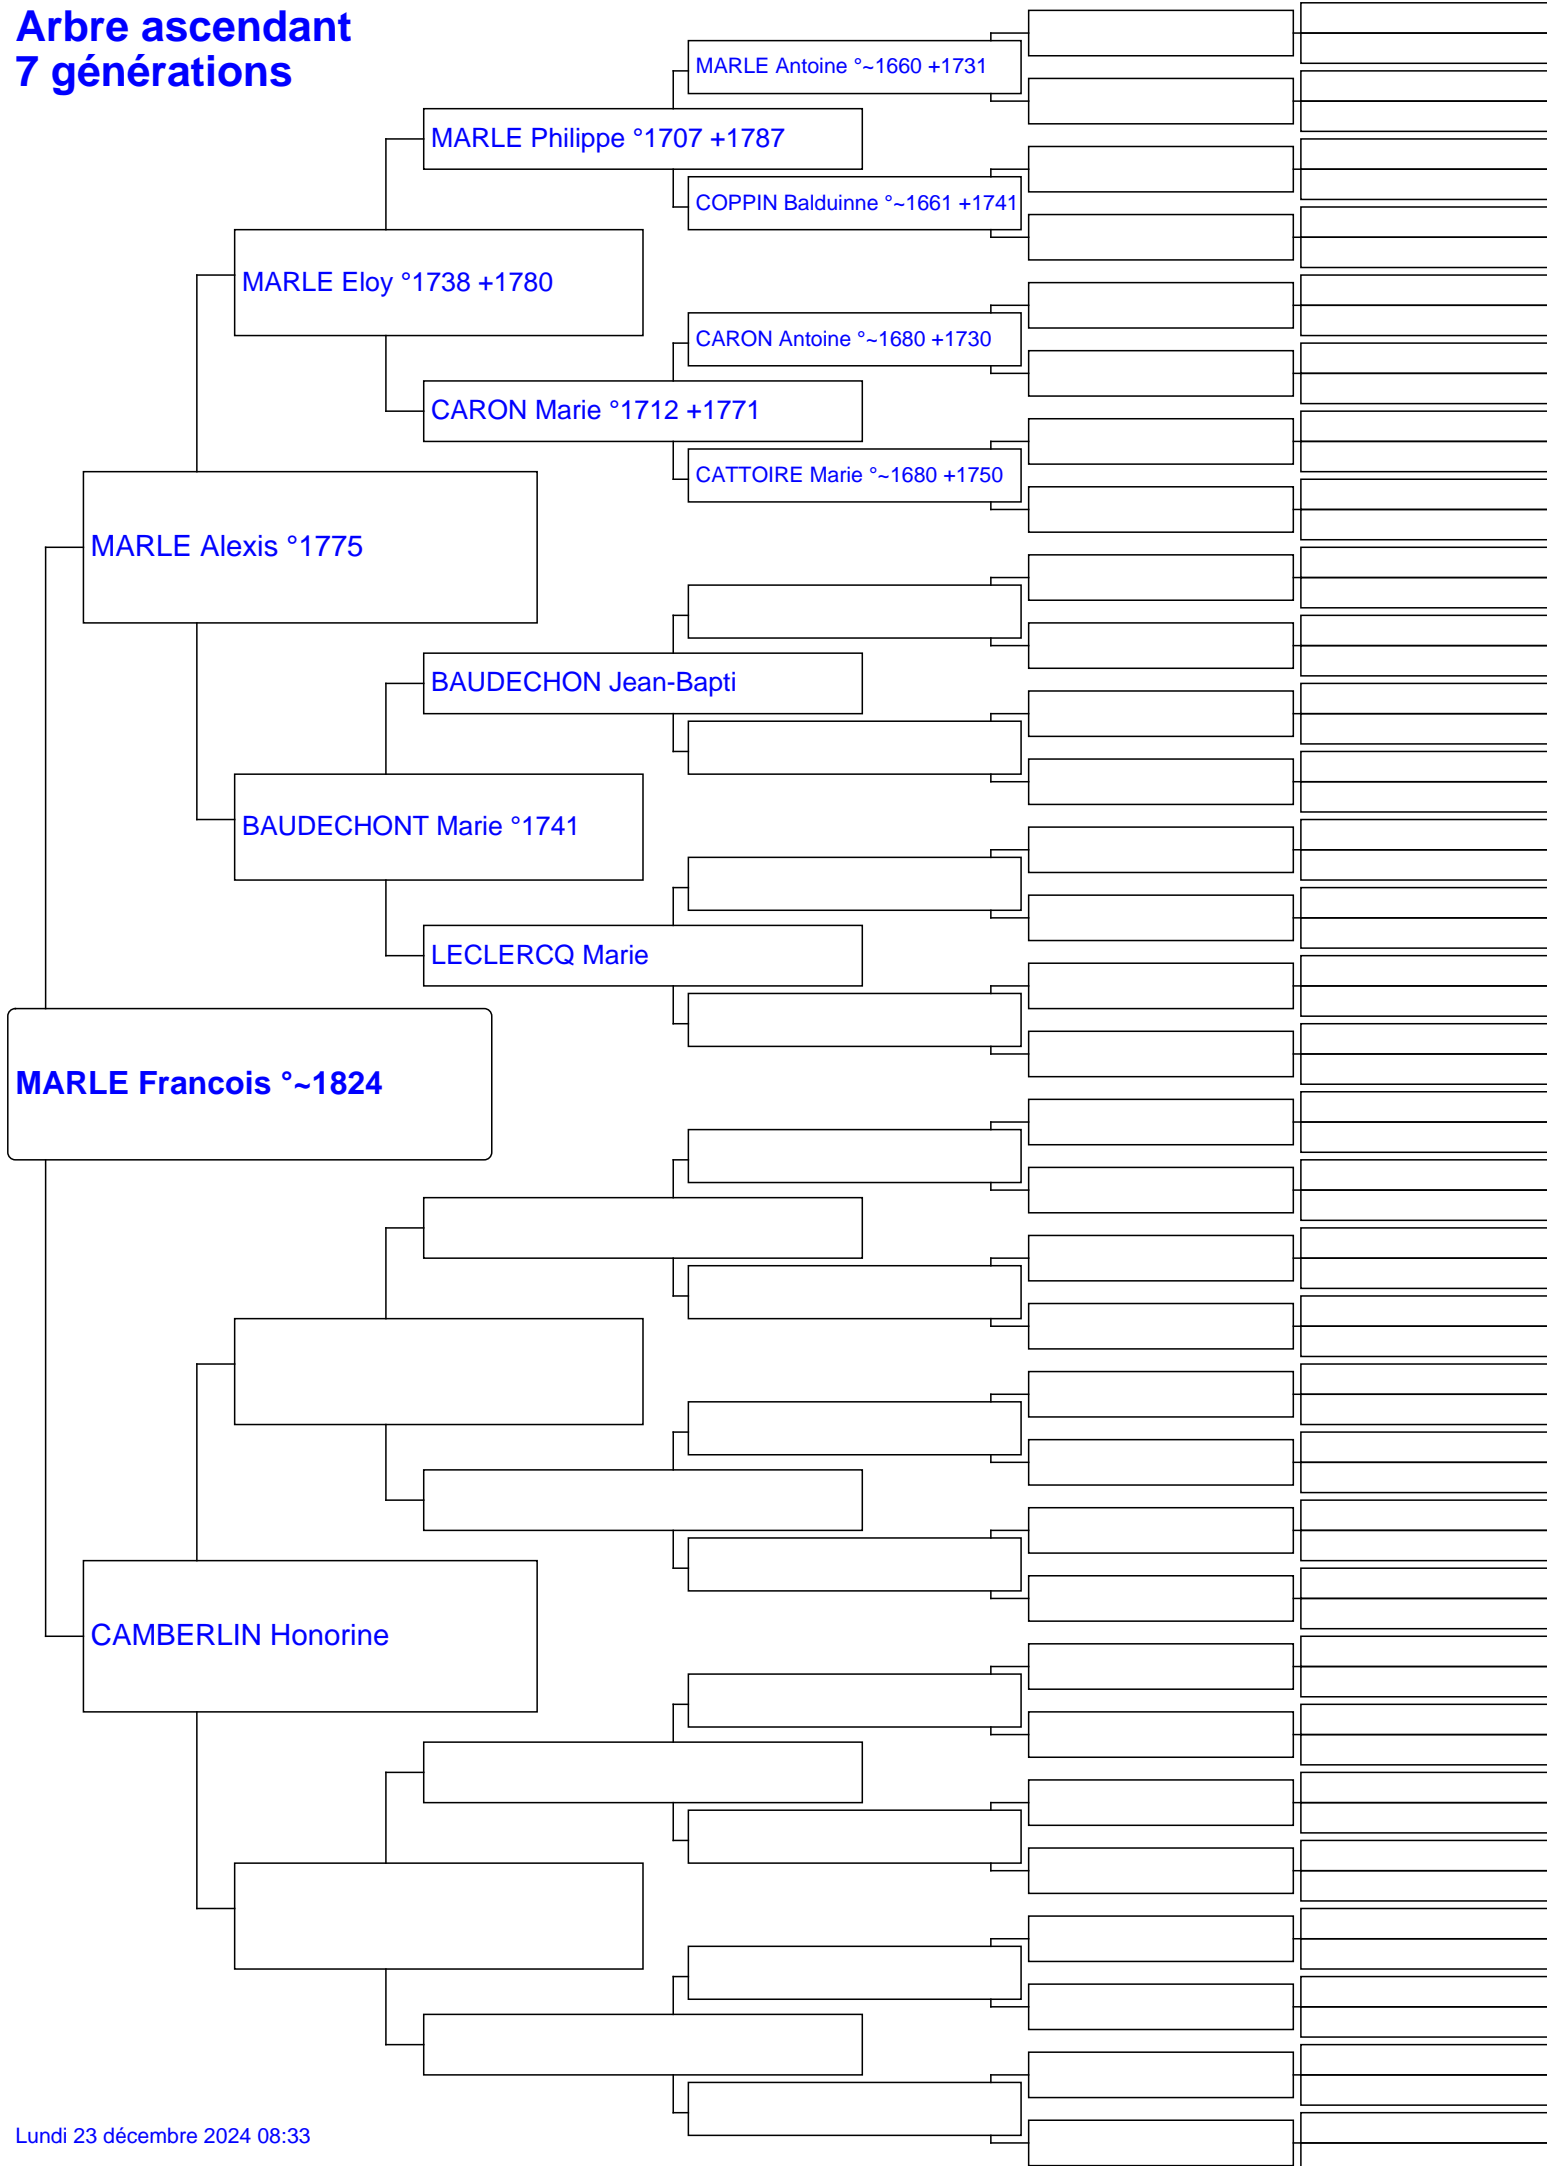 Arbre ascendant
7 générations
MARLE Antoine °~1660 +1731
MARLE Philippe °1707 +1787
COPPIN Balduinne °~1661 +1741
MARLE Eloy °1738 +1780
CARON Antoine °~1680 +1730
CARON Marie °1712 +1771
CATTOIRE Marie °~1680 +1750
MARLE Alexis °1775
BAUDECHON Jean-Bapti
BAUDECHONT Marie °1741
LECLERCQ Marie
MARLE Francois °~1824
CAMBERLIN Honorine
Lundi 23 décembre 2024 08:33